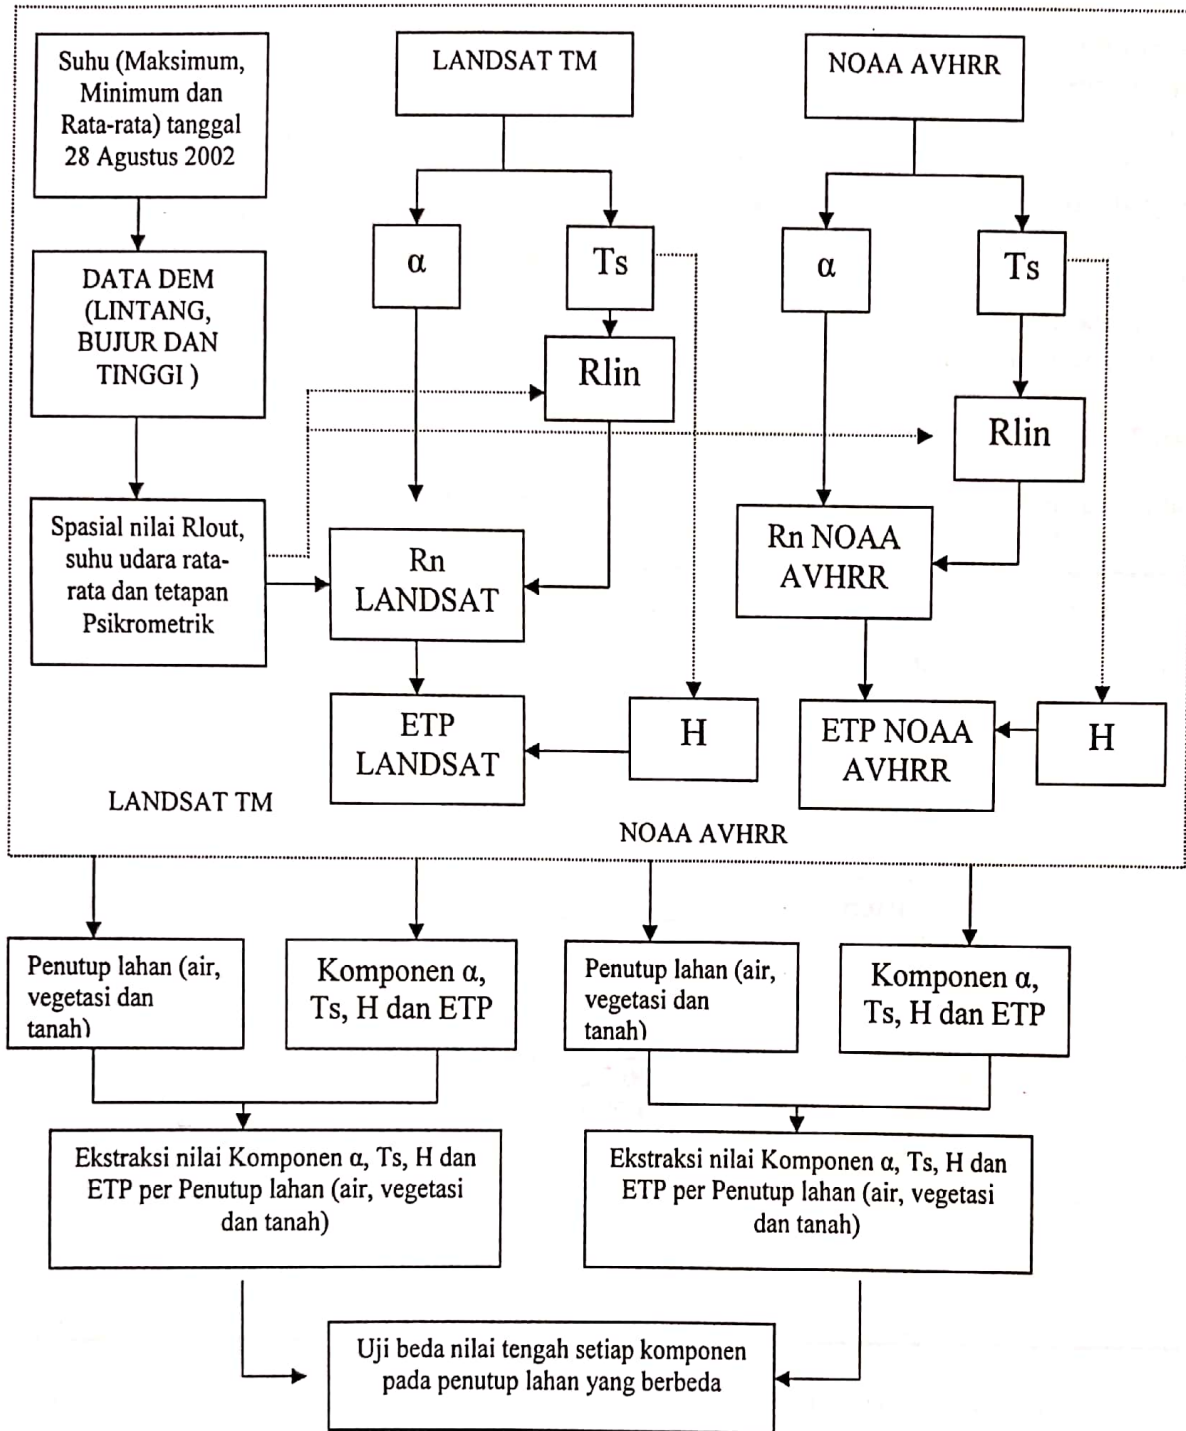 Suhu (Maksimum,
Minimum dan
Rata-rata) tanggal
28 Agustus 2002
LANDSAT TM
NOAA AVHRR
α
Ts
α
Ts
DATA DEM
(LINTANG,
BUJUR DAN
TINGGI )
Rlin
Rlin
Spasial nilai Rlout,
suhu udara rata-
rata dan tetapan
Psikrometrik
Rn
LANDSAT
Rn NOAA
AVHRR
ETP
LANDSAT
H
ETP NOAA
AVHRR
H
LANDSAT TM
NOAA AVHRR
Penutup lahan (air,
vegetasi dan
tanah)
Komponen α,
Ts, H dan ETP
Penutup lahan (air,
vegetasi dan
tanah)
Komponen α,
Ts, H dan ETP
Ekstraksi nilai Komponen α, Ts, H dan
ETP per Penutup lahan (air, vegetasi
dan tanah)
Ekstraksi nilai Komponen α, Ts, H dan
ETP per Penutup lahan (air, vegetasi
dan tanah)
Uji beda nilai tengah setiap komponen
pada penutup lahan yang berbeda